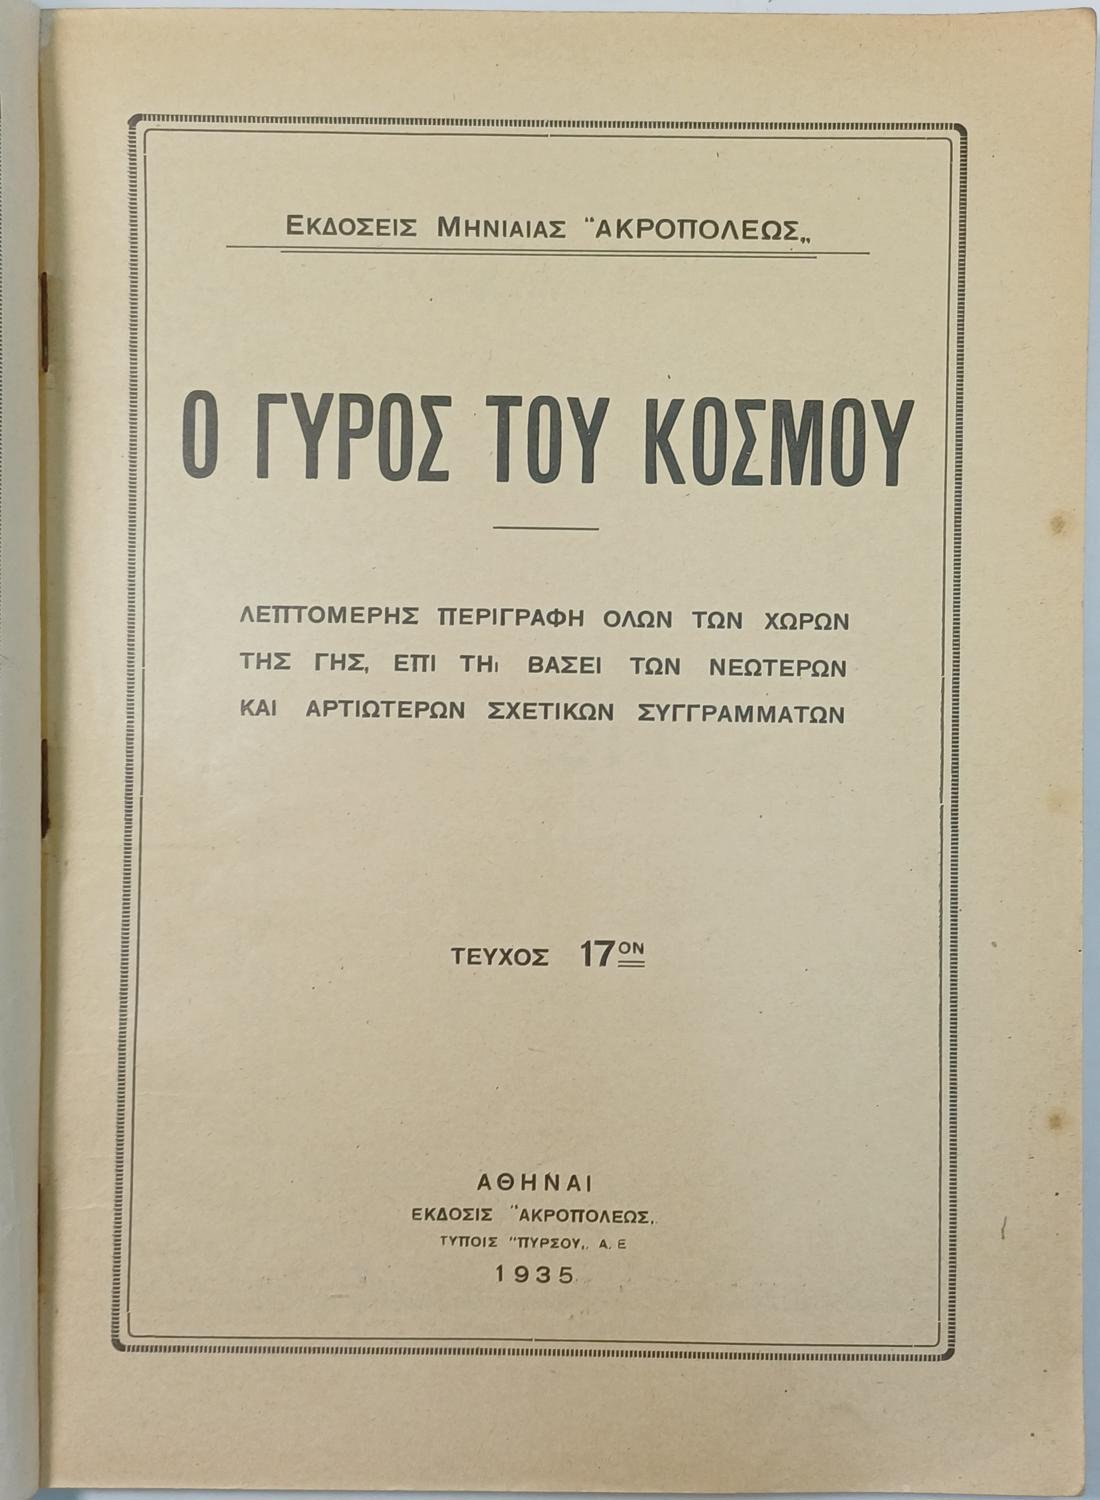 ΕΚΔΟΣΕΙΣ ΜΗΝΙΑΙΑΣ “ΑΚΡΟΠΟΛΕΩΣ„
Ο ΓΥΡΟΣ ΤΟΥ ΚΟΣΜΟΥ
ΛΕΠΤΟΜΕΡΗΣ ΠΕΡΙΓΡΑΦΗ ΟΛΩΝ ΤΩΝ ΧΩΡΩΝ
ΤΗΣ ΓΗΣ, ΕΠΙ ΤΗι ΒΑΣΕΙ ΤΩΝ ΝΕΩΤΕΡΩΝ
ΚΑΙ ΑΡΤΙΩΤΕΡΩΝ ΣΧΕΤΙΚΩΝ ΣΥΓΓΡΑΜΜΑΤΩΝ
ΤΕΥΧΟΣ 17ΟΝ
ΑΘΗΝΑΙ
ΕΚΔΟΣΙΣ “ΑΚΡΟΠΟΛΕΩΣ„
ΤΥΠΟΙΣ “ΠΥΡΣΟΥ„ Α. Ε
1935